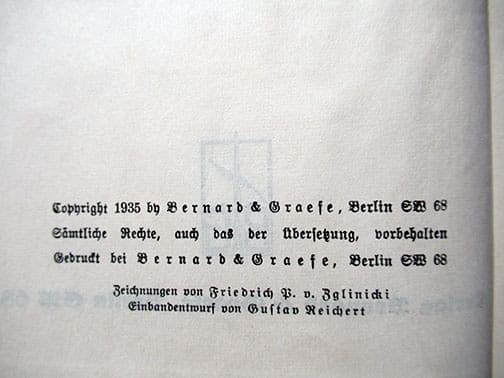 Copyright 1935 by Bernard & Graefe, Berlin SW 68
Sämtliche Rechte, auch das der Übersetzung, vorbehalten
Gedruckt bei Bernard & Graefe, Berlin SW 68
Zeichnungen von Friedrich P. v. Zglinicki
Einbandentwurf von Gustav Reichert